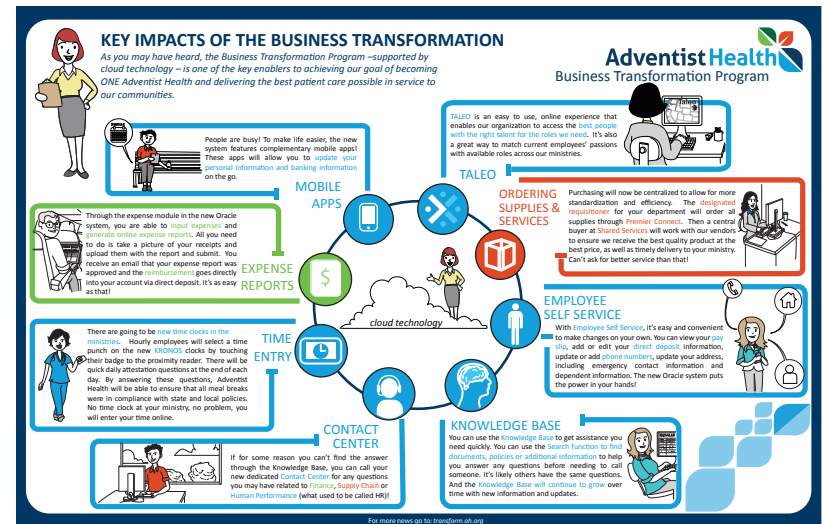 KEY IMPACTS OF THE BUSINESS TRANSFORMATION
As you may have heard, the Business Transformation Program –supported by
cloud technology – is one of the key enablers to achieving our goal of becoming
ONE Adventist Health and delivering the best patient care possible in service to
our communities.
Adventist Health
Business Transformation Program
People are busy! To make life easier, the new
system features complementary mobile apps!
These apps will allow you to update your
personal information and banking information
on the go.
MOBILE
APPS
Taleo
TALEO is an easy to use, online experience that
enables our organization to access the best people
with the right talent for the roles we need. It's also
a great way to match current employees' passions
with available roles across our ministries.
TALEO
ORDERING
SUPPLIES &
SERVICES
Purchasing will now be centralized to allow for more
standardization and efficiency. The designated
requisitioner for your department will order all
supplies through Premier Connect. Then a central
buyer at Shared Services will work with our vendors
to ensure we receive the best quality product at the
best price, as well as timely delivery to your ministry.
Can't ask for better service than that!
Through the expense module in the new Oracle
system, you are able to input expenses and
generate online expense reports. All you need
to do is take a picture of your receipts and
upload them with the report and submit. You
receive an email that your expense report was
approved and the reimbursement goes directly
into your account via direct deposit. It's as easy
as that!
EXPENSE
REPORTS
$
cloud technology
EMPLOYEE
SELF SERVICE
With Employee Self Service, it's easy and convenient
to make changes on your own. You can view your pay
slip, add or edit your direct deposit information,
update or add phone numbers, update your address,
including emergency contact information and
dependent information. The new Oracle system puts
the power in your hands!
There are going to be new time clocks in the
ministries. Hourly employees will select a time
punch on the new KRONOS clocks by touching
their badge to the proximity reader. There will be
quick daily attestation questions at the end of each
day. By answering these questions, Adventist
Health will be able to ensure that all meal breaks
were in compliance with state and local policies.
No time clock at your ministry, no problem, you
will enter your time online.
TIME
ENTRY
CONTACT
CENTER
If for some reason you can't find the answer
through the Knowledge Base, you can call your
new dedicated Contact Center for any questions
you may have related to Finance, Supply Chain or
Human Performance (what used to be called HR)!
KNOWLEDGE BASE
You can use the Knowledge Base to get assistance you
need quickly. You can use the Search function to find
documents, policies or additional information to help
you answer any questions before needing to call
someone. It's likely others have the same questions.
And the Knowledge Base will continue to grow over
time with new information and updates.
For more news go to: transform.ah.org